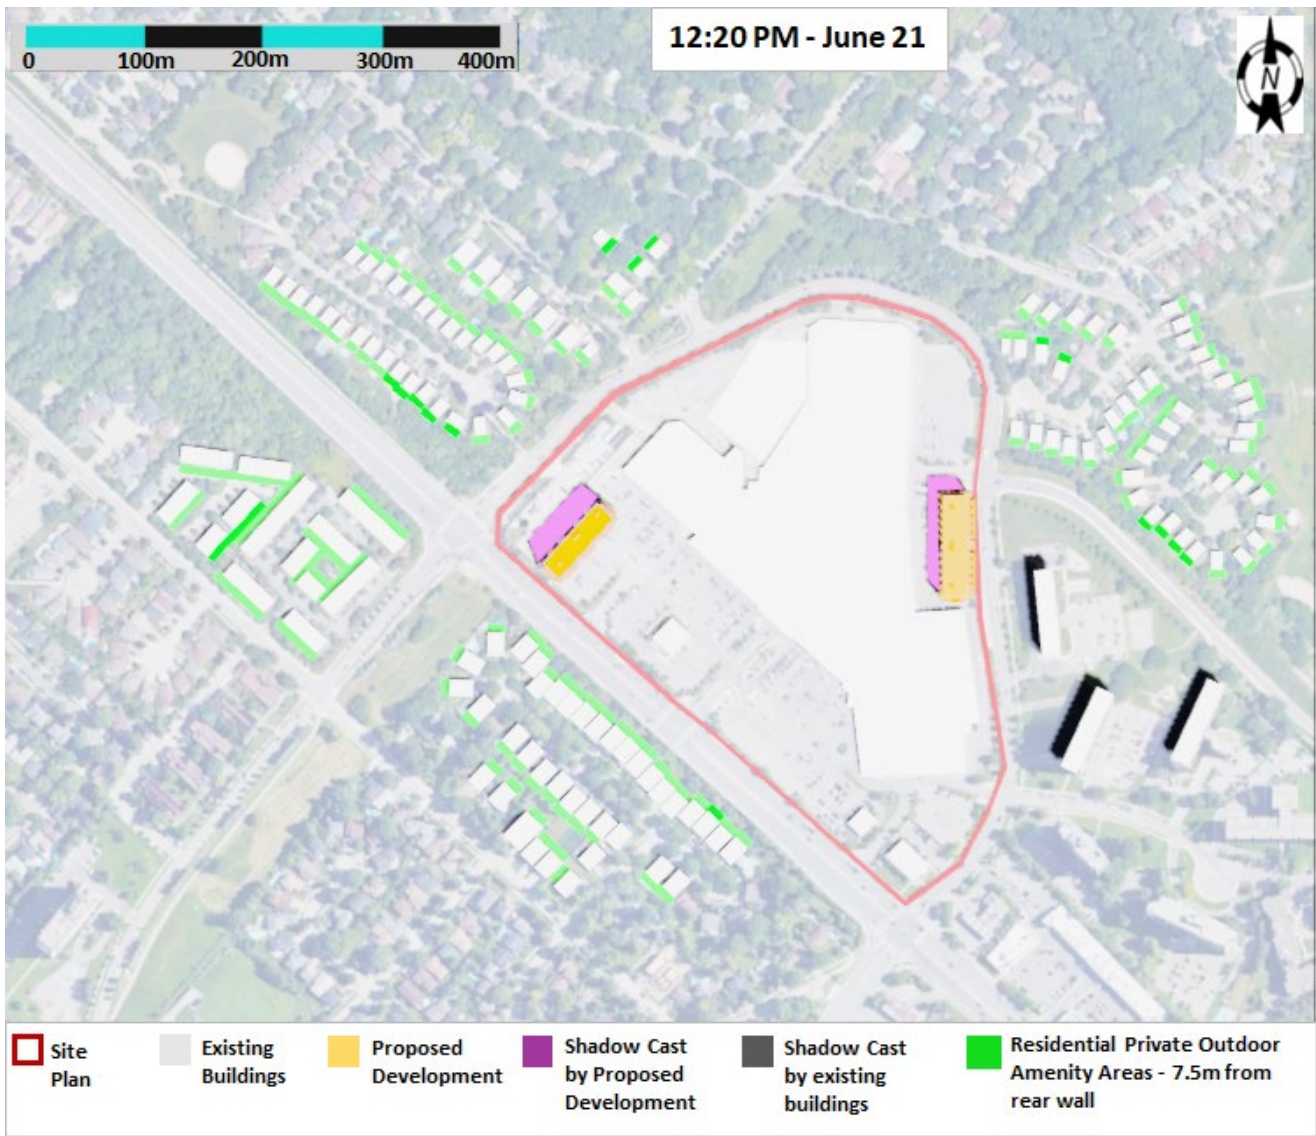 12:20 PM - June 21
0 100m 200m 300m 400m
N
Site
Plan
Existing
Buildings
Proposed
Development
Shadow Cast
by Proposed
Development
Shadow Cast
by existing
buildings
Residential Private Outdoor
Amenity Areas - 7.5m from
rear wall